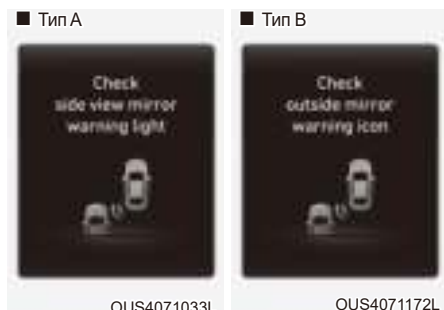 ■ Тип A
Check
side view mirror
warning light
OUS4071033L
■ Тип B
Check
outside mirror
warning icon
OUS4071172L